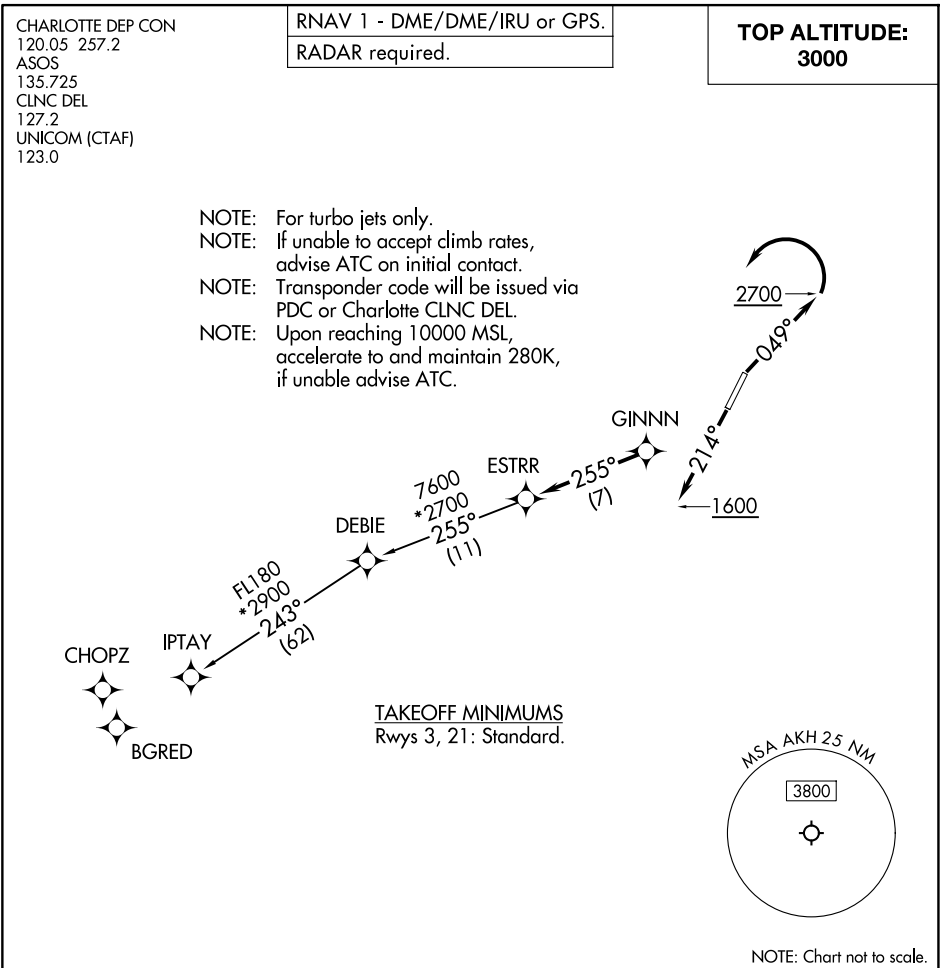 CHARLOTTE DEP CON
120.05 257.2
ASOS
135.725
CLNC DEL
127.2
UNICOM (CTAF)
123.0
RNAV 1 - DME/DME/IRU or GPS.
RADAR required.
TOP ALTITUDE:
3000
NOTE: For turbo jets only.
NOTE: If unable to accept climb rates,
advise ATC on initial contact.
NOTE: Transponder code will be issued via
PDC or Charlotte CLNC DEL.
NOTE: Upon reaching 10000 MSL,
accelerate to and maintain 280K,
if unable advise ATC.
2700
049°
214°
1600
GINNN
255°
(7)
ESTRR
7600
*2700
255°
(11)
DEBIE
FL180
*2900
243°
(62)
IPTAY
CHOPZ
BGRED
TAKEOFF MINIMUMS
Rwys 3, 21: Standard.
MSA AKH 25 NM
3800
NOTE: Chart not to scale.